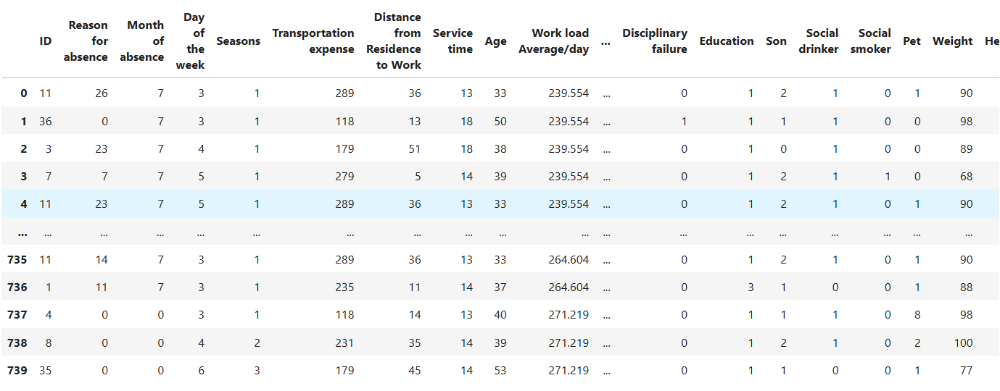 ID Reason for absence Month of absence Day of the week Seasons Transportation expense Distance from Residence to Work Service time Age Work load Average/day ... Disciplinary failure Education Son Social drinker Social smoker Pet Weight He
0 11 26 7 3 1 289 36 13 33 239.554 ... 0 1 2 1 0 1 90
1 36 0 7 3 1 118 13 18 50 239.554 ... 1 1 1 1 0 0 98
2 3 23 7 4 1 179 51 18 38 239.554 ... 0 1 0 1 0 0 89
3 7 7 7 5 1 279 5 14 39 239.554 ... 0 1 2 1 1 0 68
4 11 23 7 5 1 289 36 13 33 239.554 ... 0 1 2 1 0 1 90
... ... ... ... ... ... ... ... ... ... ... ... ... ... ... ... ... ... ...
735 11 14 7 3 1 289 36 13 33 264.604 ... 0 1 2 1 0 1 90
736 1 11 7 3 1 235 11 14 37 264.604 ... 0 3 1 0 0 1 88
737 4 0 0 3 1 118 14 13 40 271.219 ... 0 1 1 1 0 8 98
738 8 0 0 4 2 231 35 14 39 271.219 ... 0 1 2 1 0 2 100
739 35 0 0 6 3 179 45 14 53 271.219 ... 0 1 1 0 0 1 77